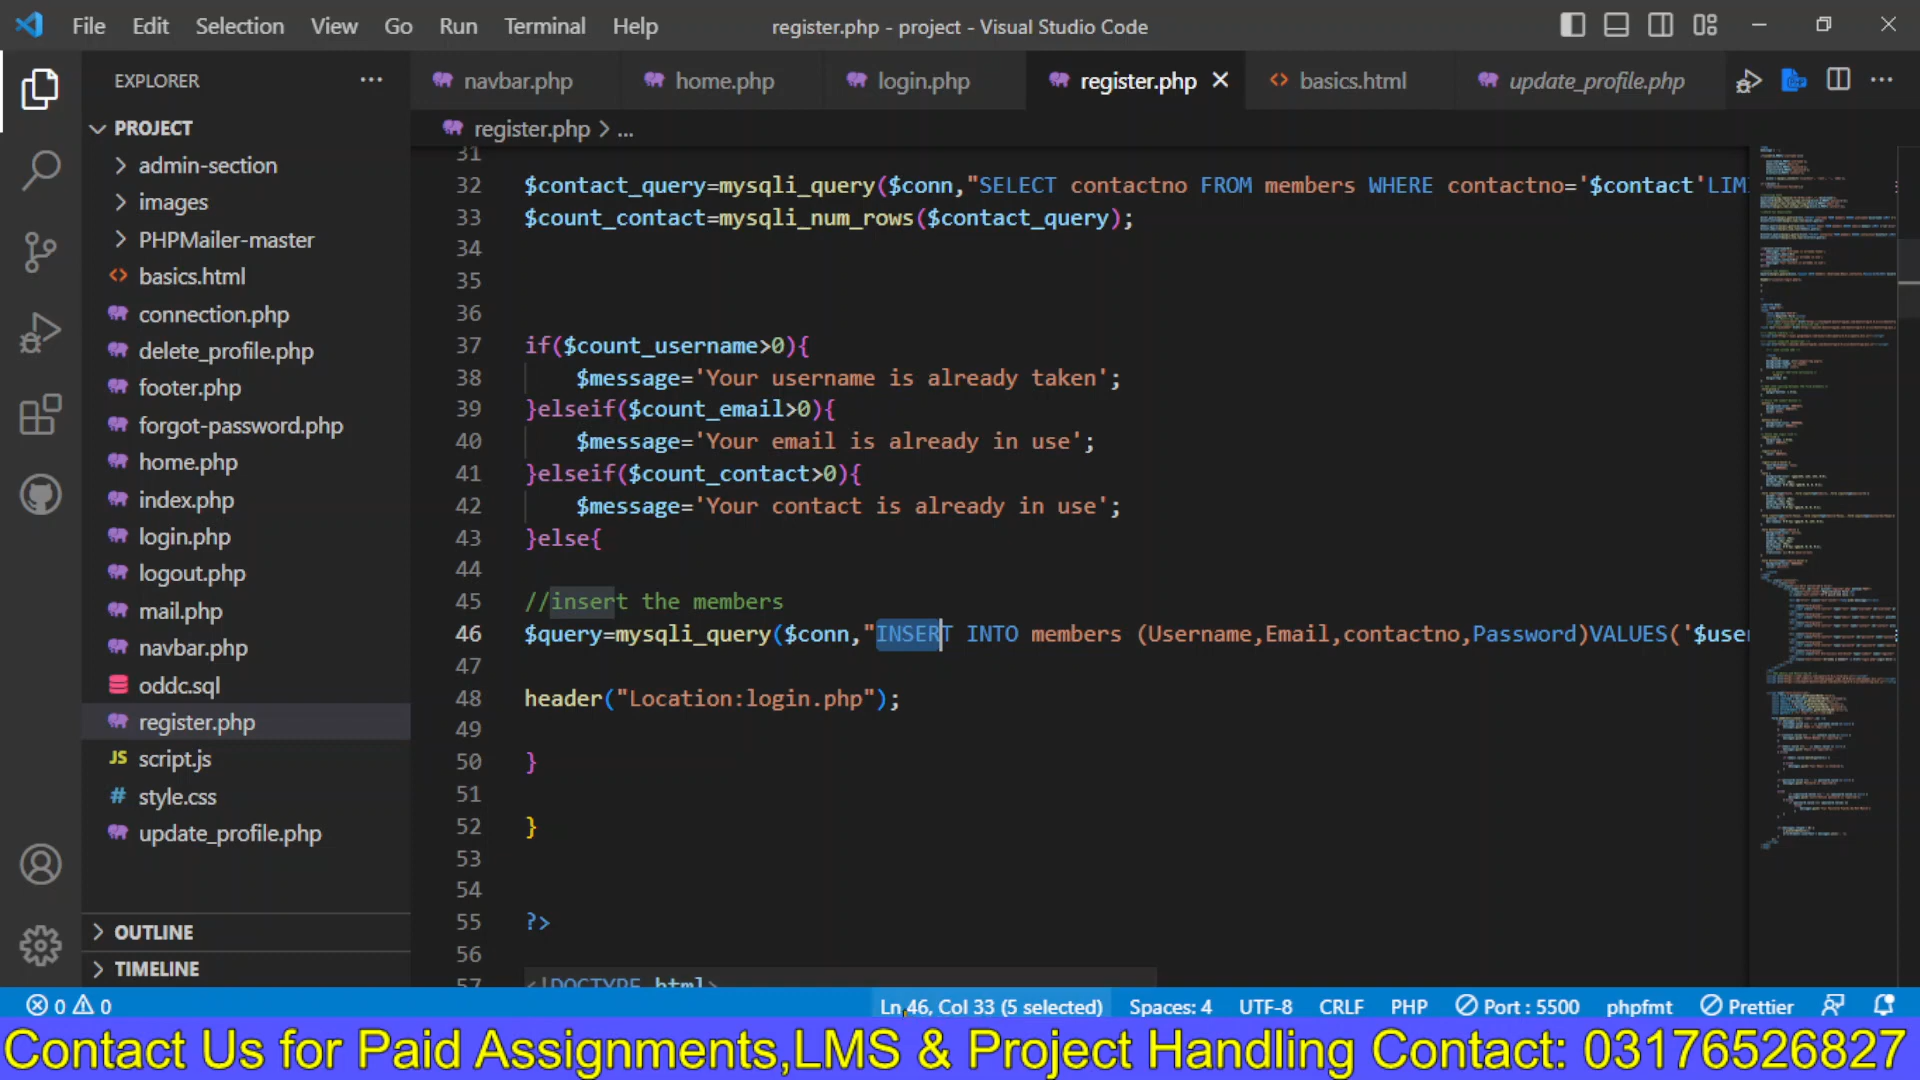 File Edit Selection View Go Run Terminal Help register.php - project - Visual Studio Code
EXPLORER ...
navbar.php home.php login.php register.php basics.html update_profile.php
register.php > ...
PROJECT
admin-section
images
PHPMailer-master
basics.html
connection.php
delete_profile.php
footer.php
forgot-password.php
home.php
index.php
login.php
logout.php
mail.php
navbar.php
oddc.sql
register.php
JS script.js
# style.css
update_profile.php
OUTLINE
TIMELINE
31
32 $contact_query=mysqli_query($conn,"SELECT contactno FROM members WHERE contactno='$contact'LIM
33 $count_contact=mysqli_num_rows($contact_query);
34
35
36
37 if($count_username>0){
38 $message='Your username is already taken';
39 }elseif($count_email>0){
40 $message='Your email is already in use';
41 }elseif($count_contact>0){
42 $message='Your contact is already in use';
43 }else{
44
45 //insert the members
46 $query=mysqli_query($conn,"INSERT INTO members (Username,Email,contactno,Password)VALUES('$user
47
48 header("Location:login.php");
49
50 }
51
52 }
53
54
55 ?>
56
57 <!DOCTYPE html>
0 0 Ln 46, Col 33 (5 selected) Spaces: 4 UTF-8 CRLF PHP Port : 5500 phpfmt Prettier
Contact Us for Paid Assignments,LMS & Project Handling Contact: 03176526827